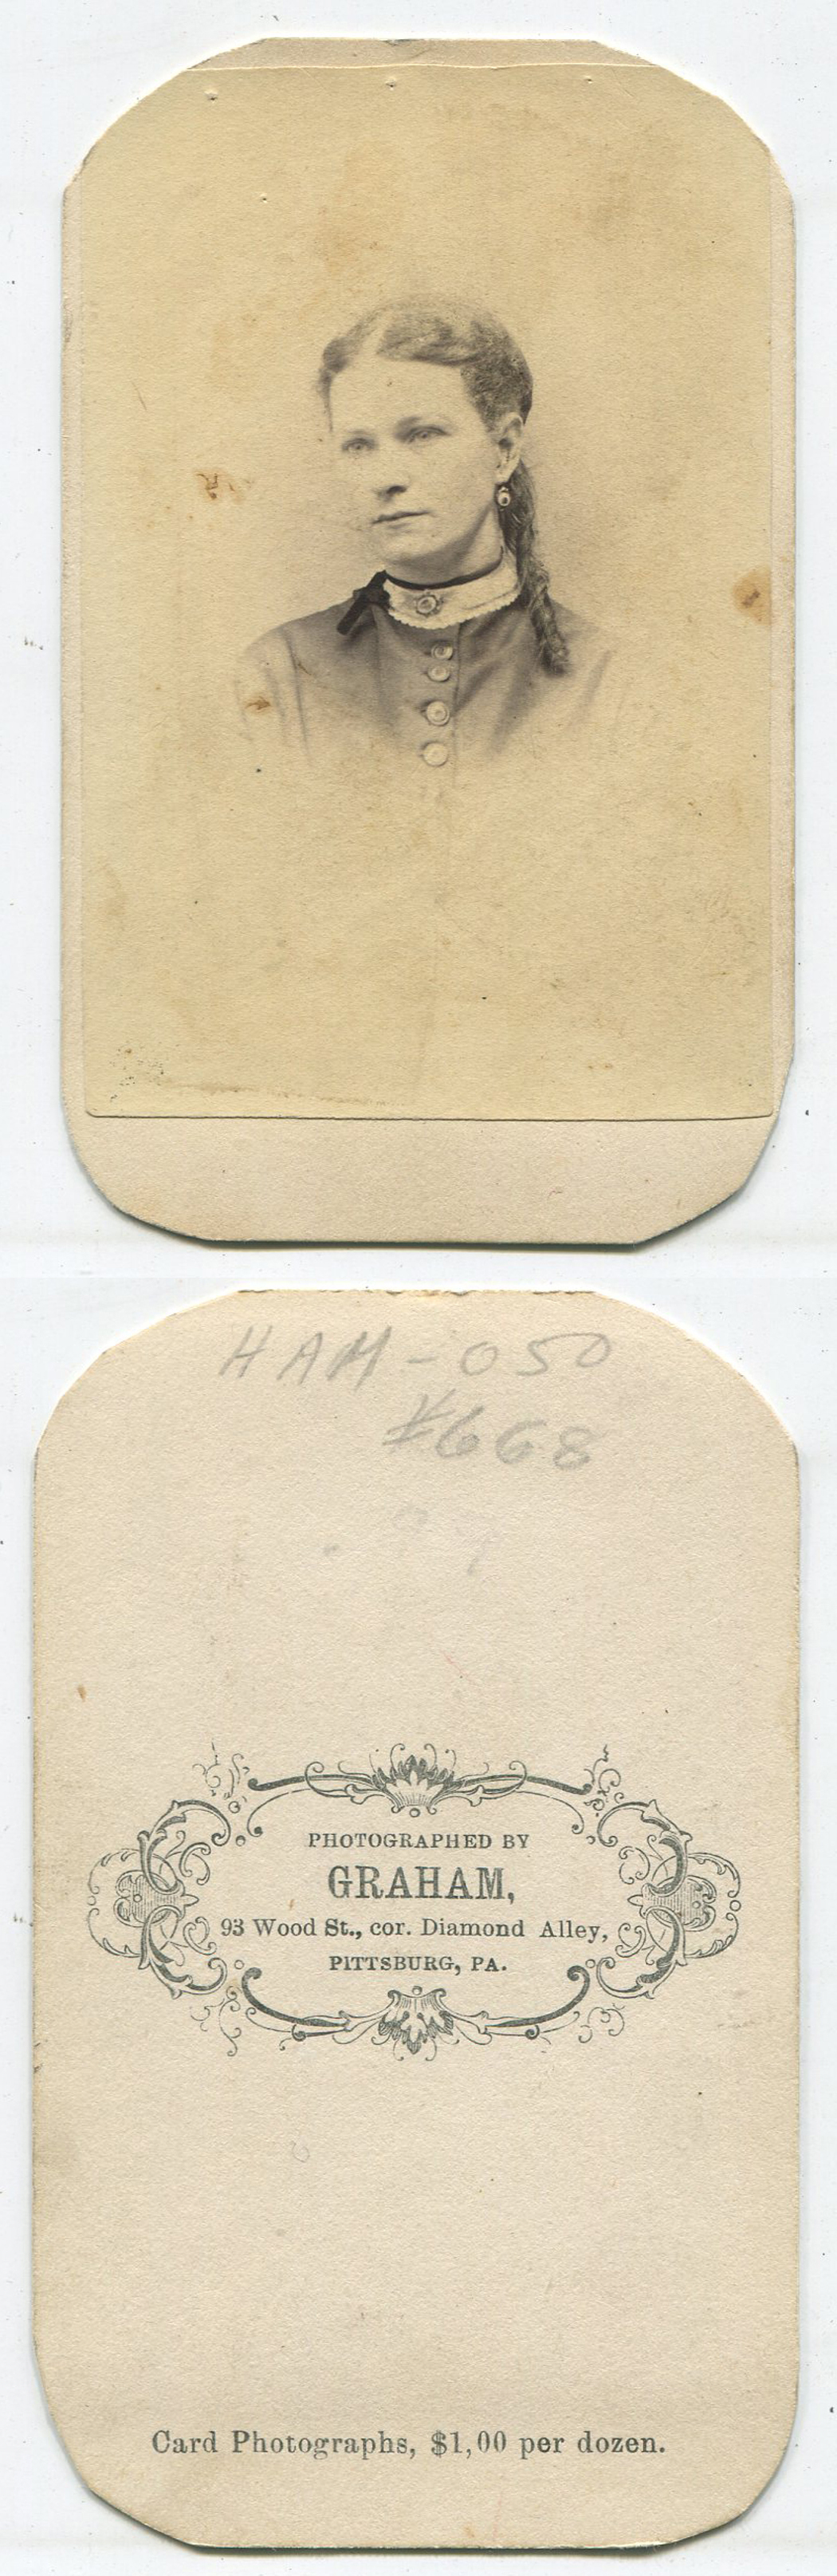 HAM-050
#668
PHOTOGRAPHED BY
GRAHAM,
93 Wood St., cor. Diamond Alley,
PITTSBURG, PA.
Card Photographs, $1,00 per dozen.